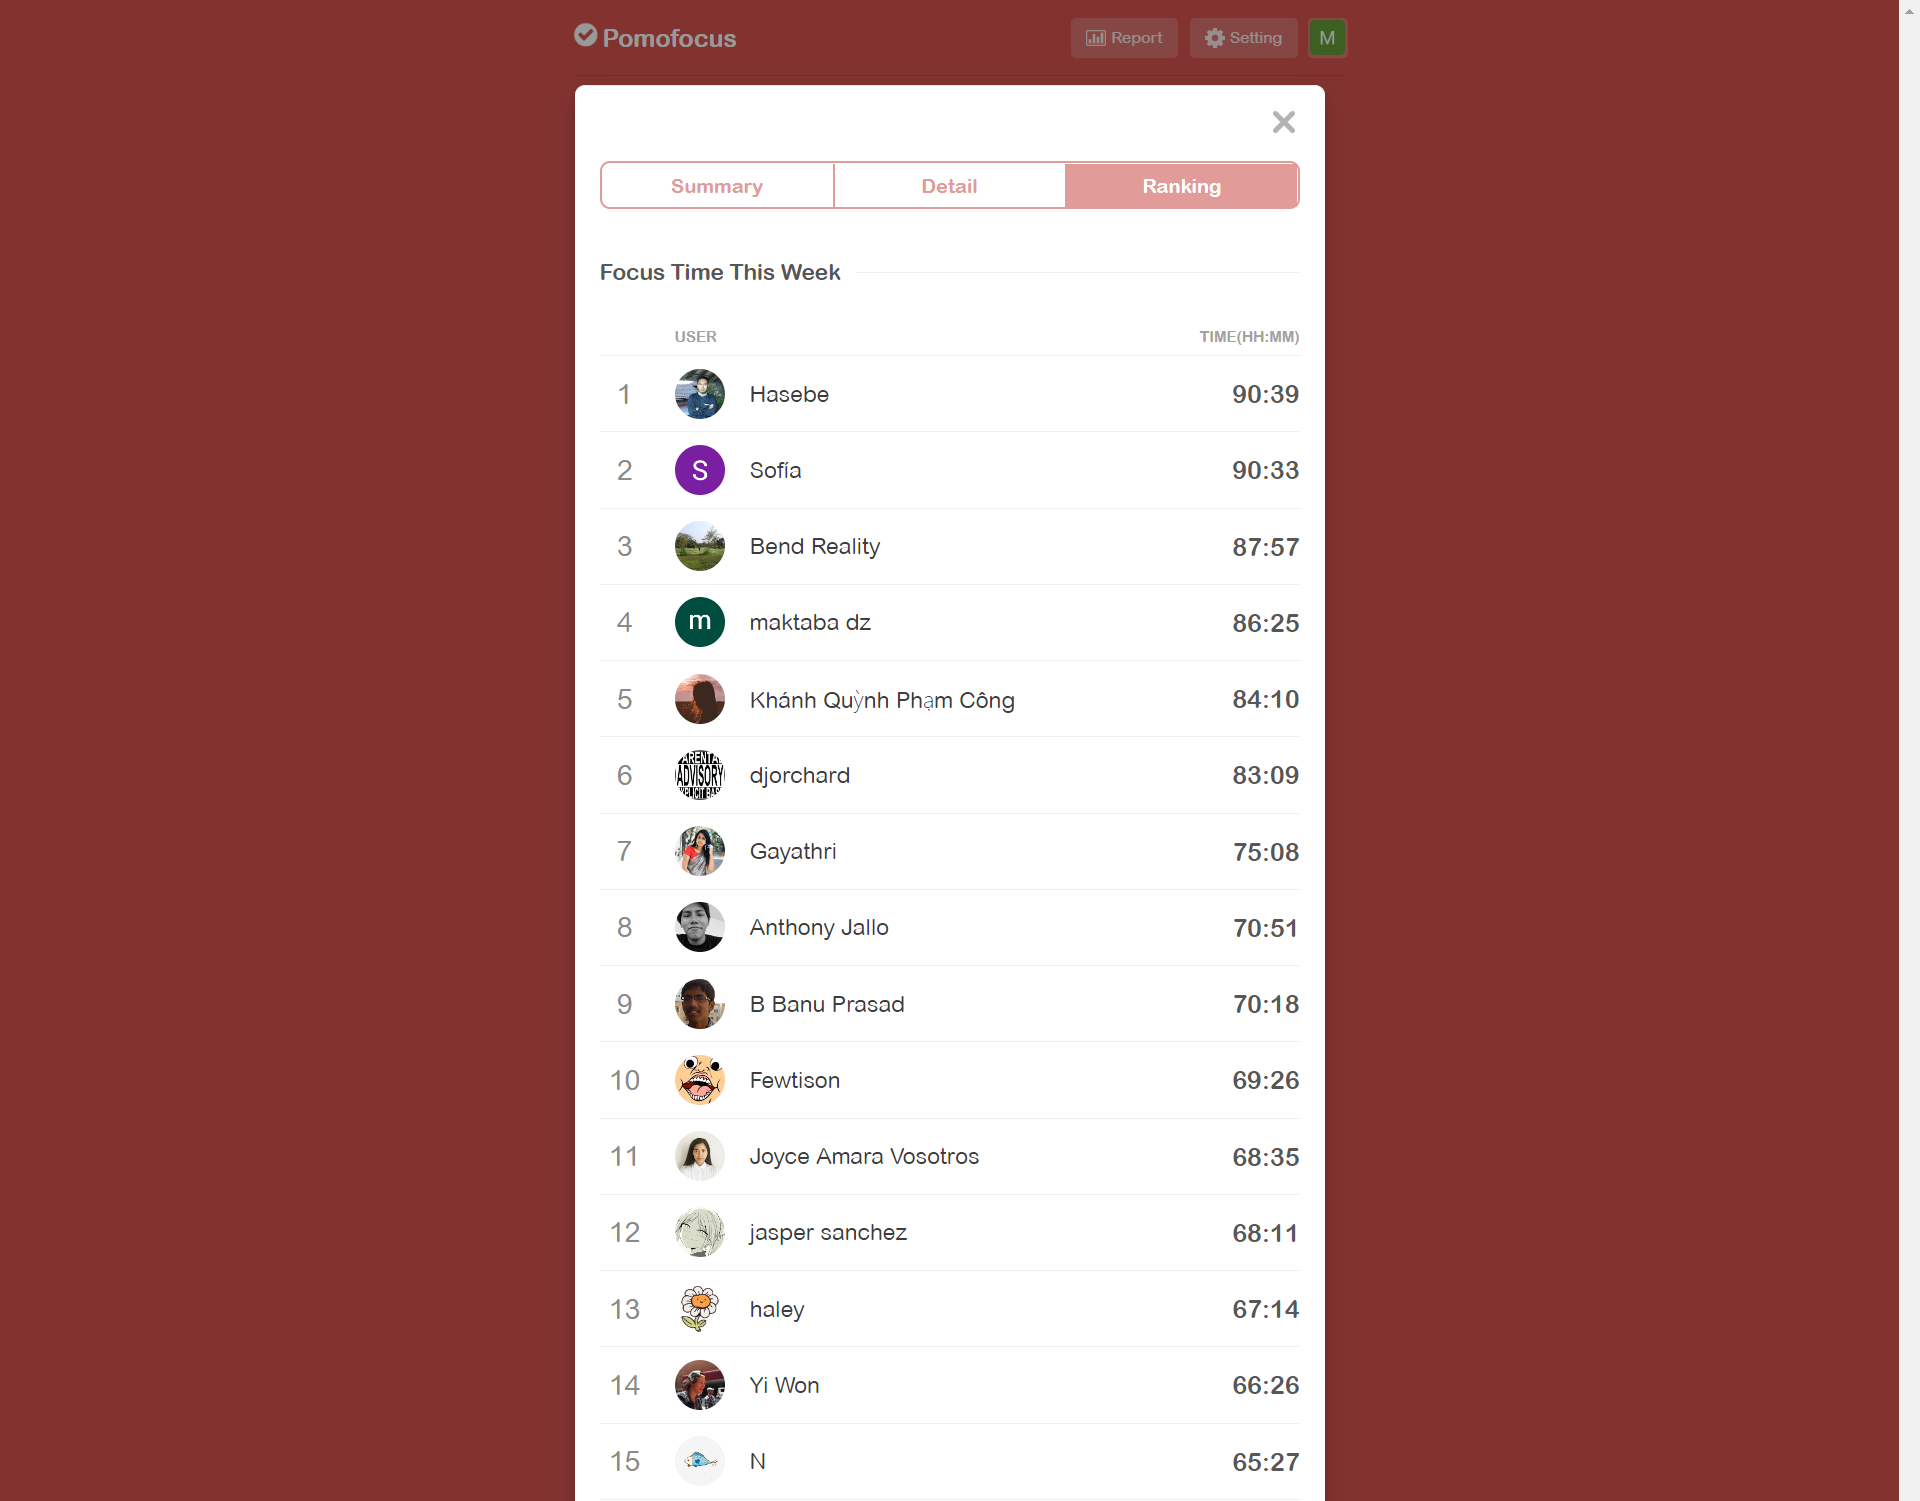 Pomofocus
Report
Setting
M
Summary
Detail
Ranking
Focus Time This Week
USER
TIME(HH:MM)
1
Hasebe
90:39
2
S
Sofía
90:33
3
Bend Reality
87:57
4
m
maktaba dz
86:25
5
Khánh Quỳnh Phạm Công
84:10
6
ADVISORY
djorchard
83:09
7
Gayathri
75:08
8
Anthony Jallo
70:51
9
B Banu Prasad
70:18
10
Fewtison
69:26
11
Joyce Amara Vosotros
68:35
12
jasper sanchez
68:11
13
haley
67:14
14
Yi Won
66:26
15
N
65:27